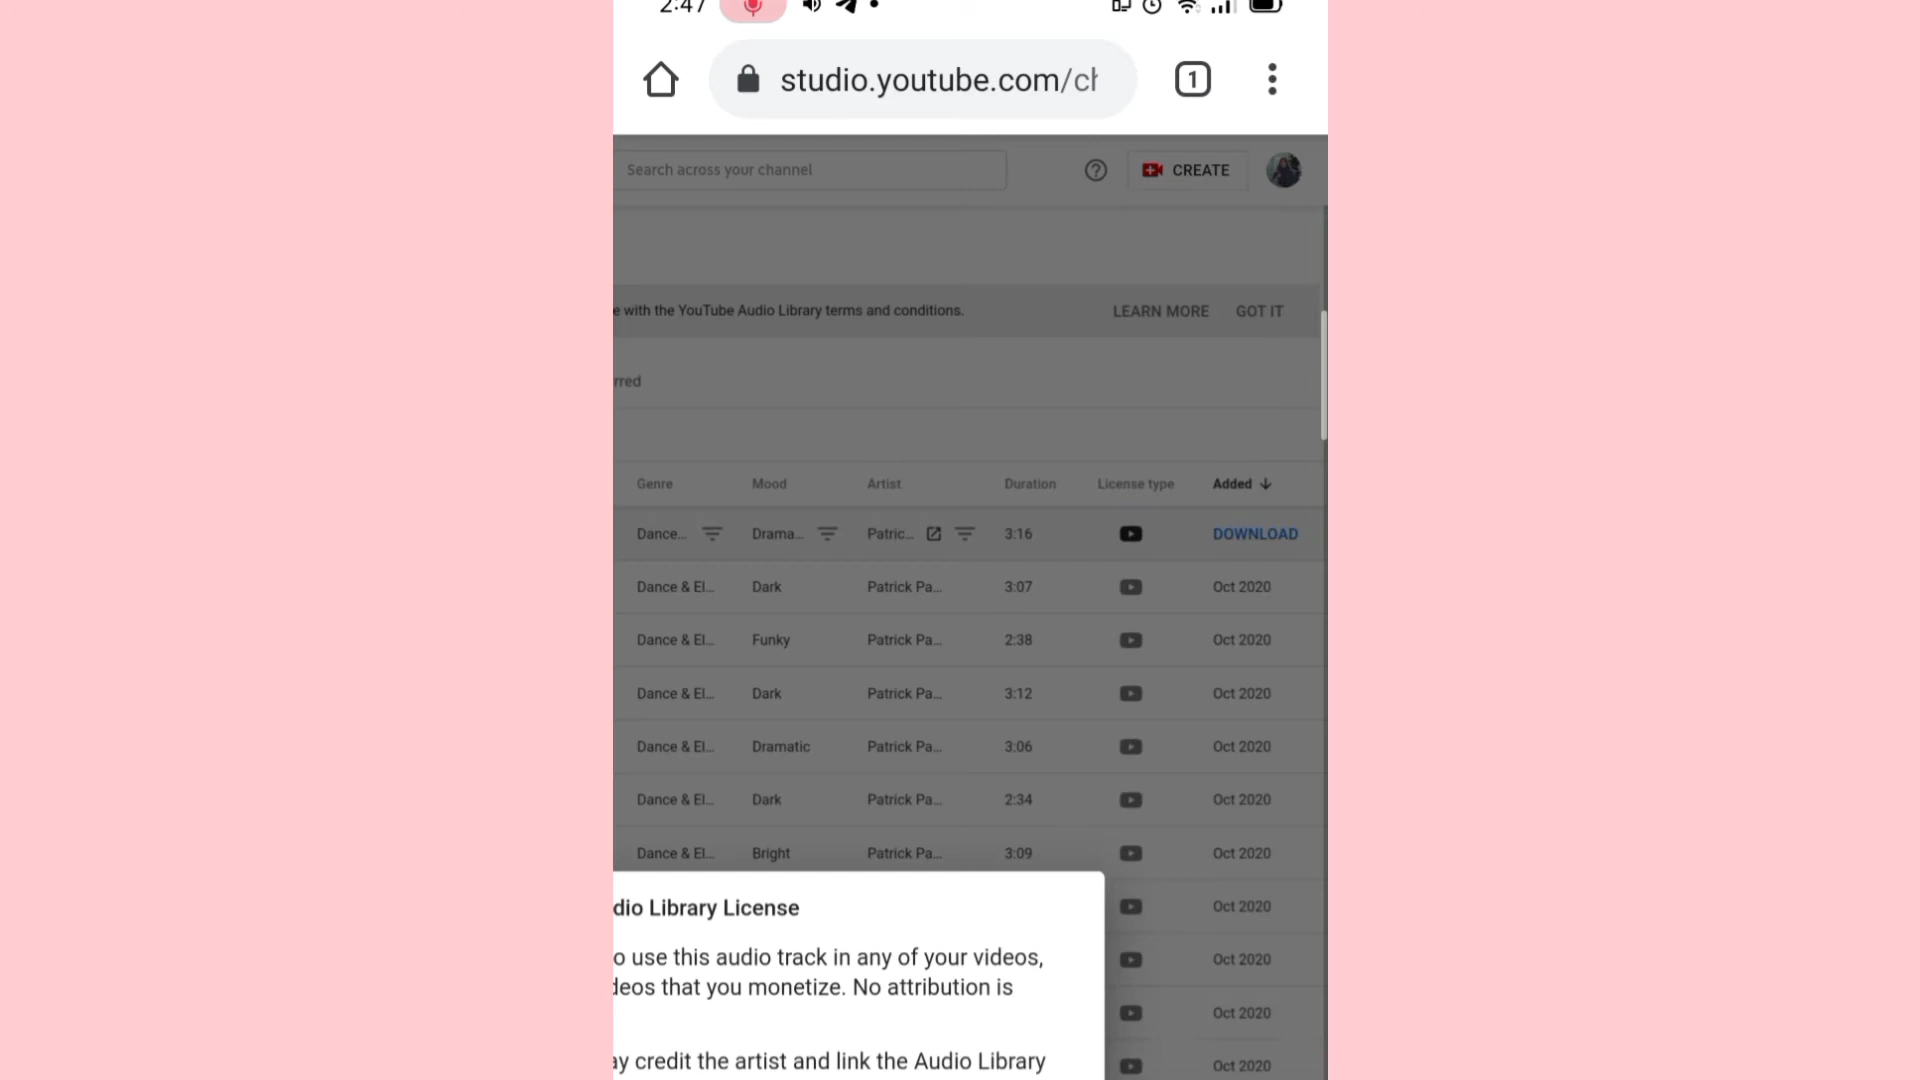 2:47
studio.youtube.com/ch
1
Search across your channel
CREATE
with the YouTube Audio Library terms and conditions.
LEARN MORE
GOT IT
rred
Genre Mood Artist Duration License type Added
Dance... Drama... Patric... 3:16 DOWNLOAD
Dance & El... Dark Patrick Pa... 3:07 Oct 2020
Dance & El... Funky Patrick Pa... 2:38 Oct 2020
Dance & El... Dark Patrick Pa... 3:12 Oct 2020
Dance & El... Dramatic Patrick Pa... 3:06 Oct 2020
Dance & El... Dark Patrick Pa... 2:34 Oct 2020
Dance & El... Bright Patrick Pa... 3:09 Oct 2020
dio Library License
Oct 2020
o use this audio track in any of your videos,
Oct 2020
deos that you monetize. No attribution is
Oct 2020
ay credit the artist and link the Audio Library
Oct 2020